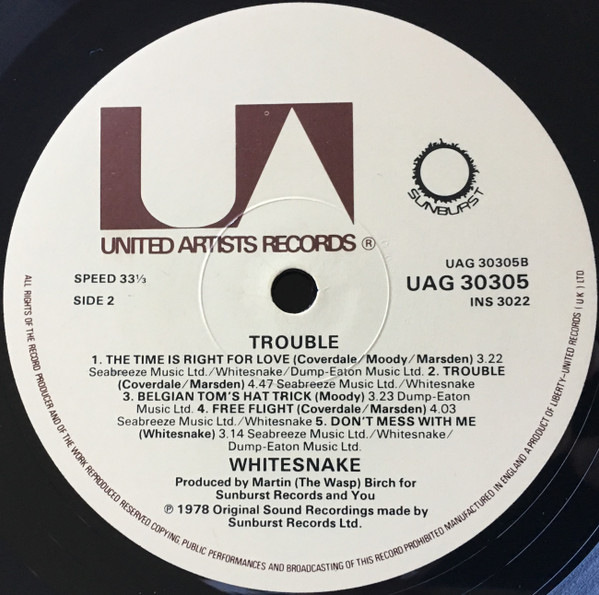 UA
UNITED ARTISTS RECORDS ®
SUNBURST
SPEED 33⅓
SIDE 2
UAG 30305B
UAG 30305
INS 3022
TROUBLE
1. THE TIME IS RIGHT FOR LOVE (Coverdale/Moody/Marsden) 3.22
Seabreeze Music Ltd./Whitesnake/Dump-Eaton Music Ltd. 2. TROUBLE
(Coverdale/Marsden) 4.47 Seabreeze Music Ltd./Whitesnake
3. BELGIAN TOM'S HAT TRICK (Moody) 3.23 Dump-Eaton
Music Ltd. 4. FREE FLIGHT (Coverdale/Marsden) 4.03
Seabreeze Music Ltd./Whitesnake 5. DON'T MESS WITH ME
(Whitesnake) 3.14 Seabreeze Music Ltd./Whitesnake/
Dump-Eaton Music Ltd.
WHITESNAKE
Produced by Martin (The Wasp) Birch for
Sunburst Records and You
℗ 1978 Original Sound Recordings made by
Sunburst Records Ltd.
ALL RIGHTS OF THE RECORD PRODUCER AND OF THE WORK REPRODUCED RESERVED COPYING, PUBLIC PERFORMANCES AND BROADCASTING OF THIS RECORD PROHIBITED MANUFACTURED IN ENGLAND A PRODUCT OF LIBERTY-UNITED RECORDS (UK) LTD